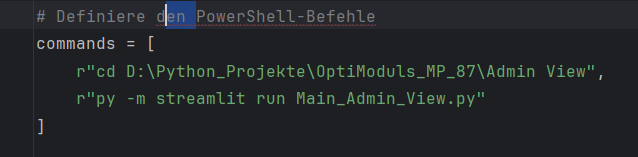 # Definiere den PowerShell-Befehle
commands = [
r"cd D:\Python_Projekte\OptiModuls_MP_87\Admin View",
r"py -m streamlit run Main_Admin_View.py"
]